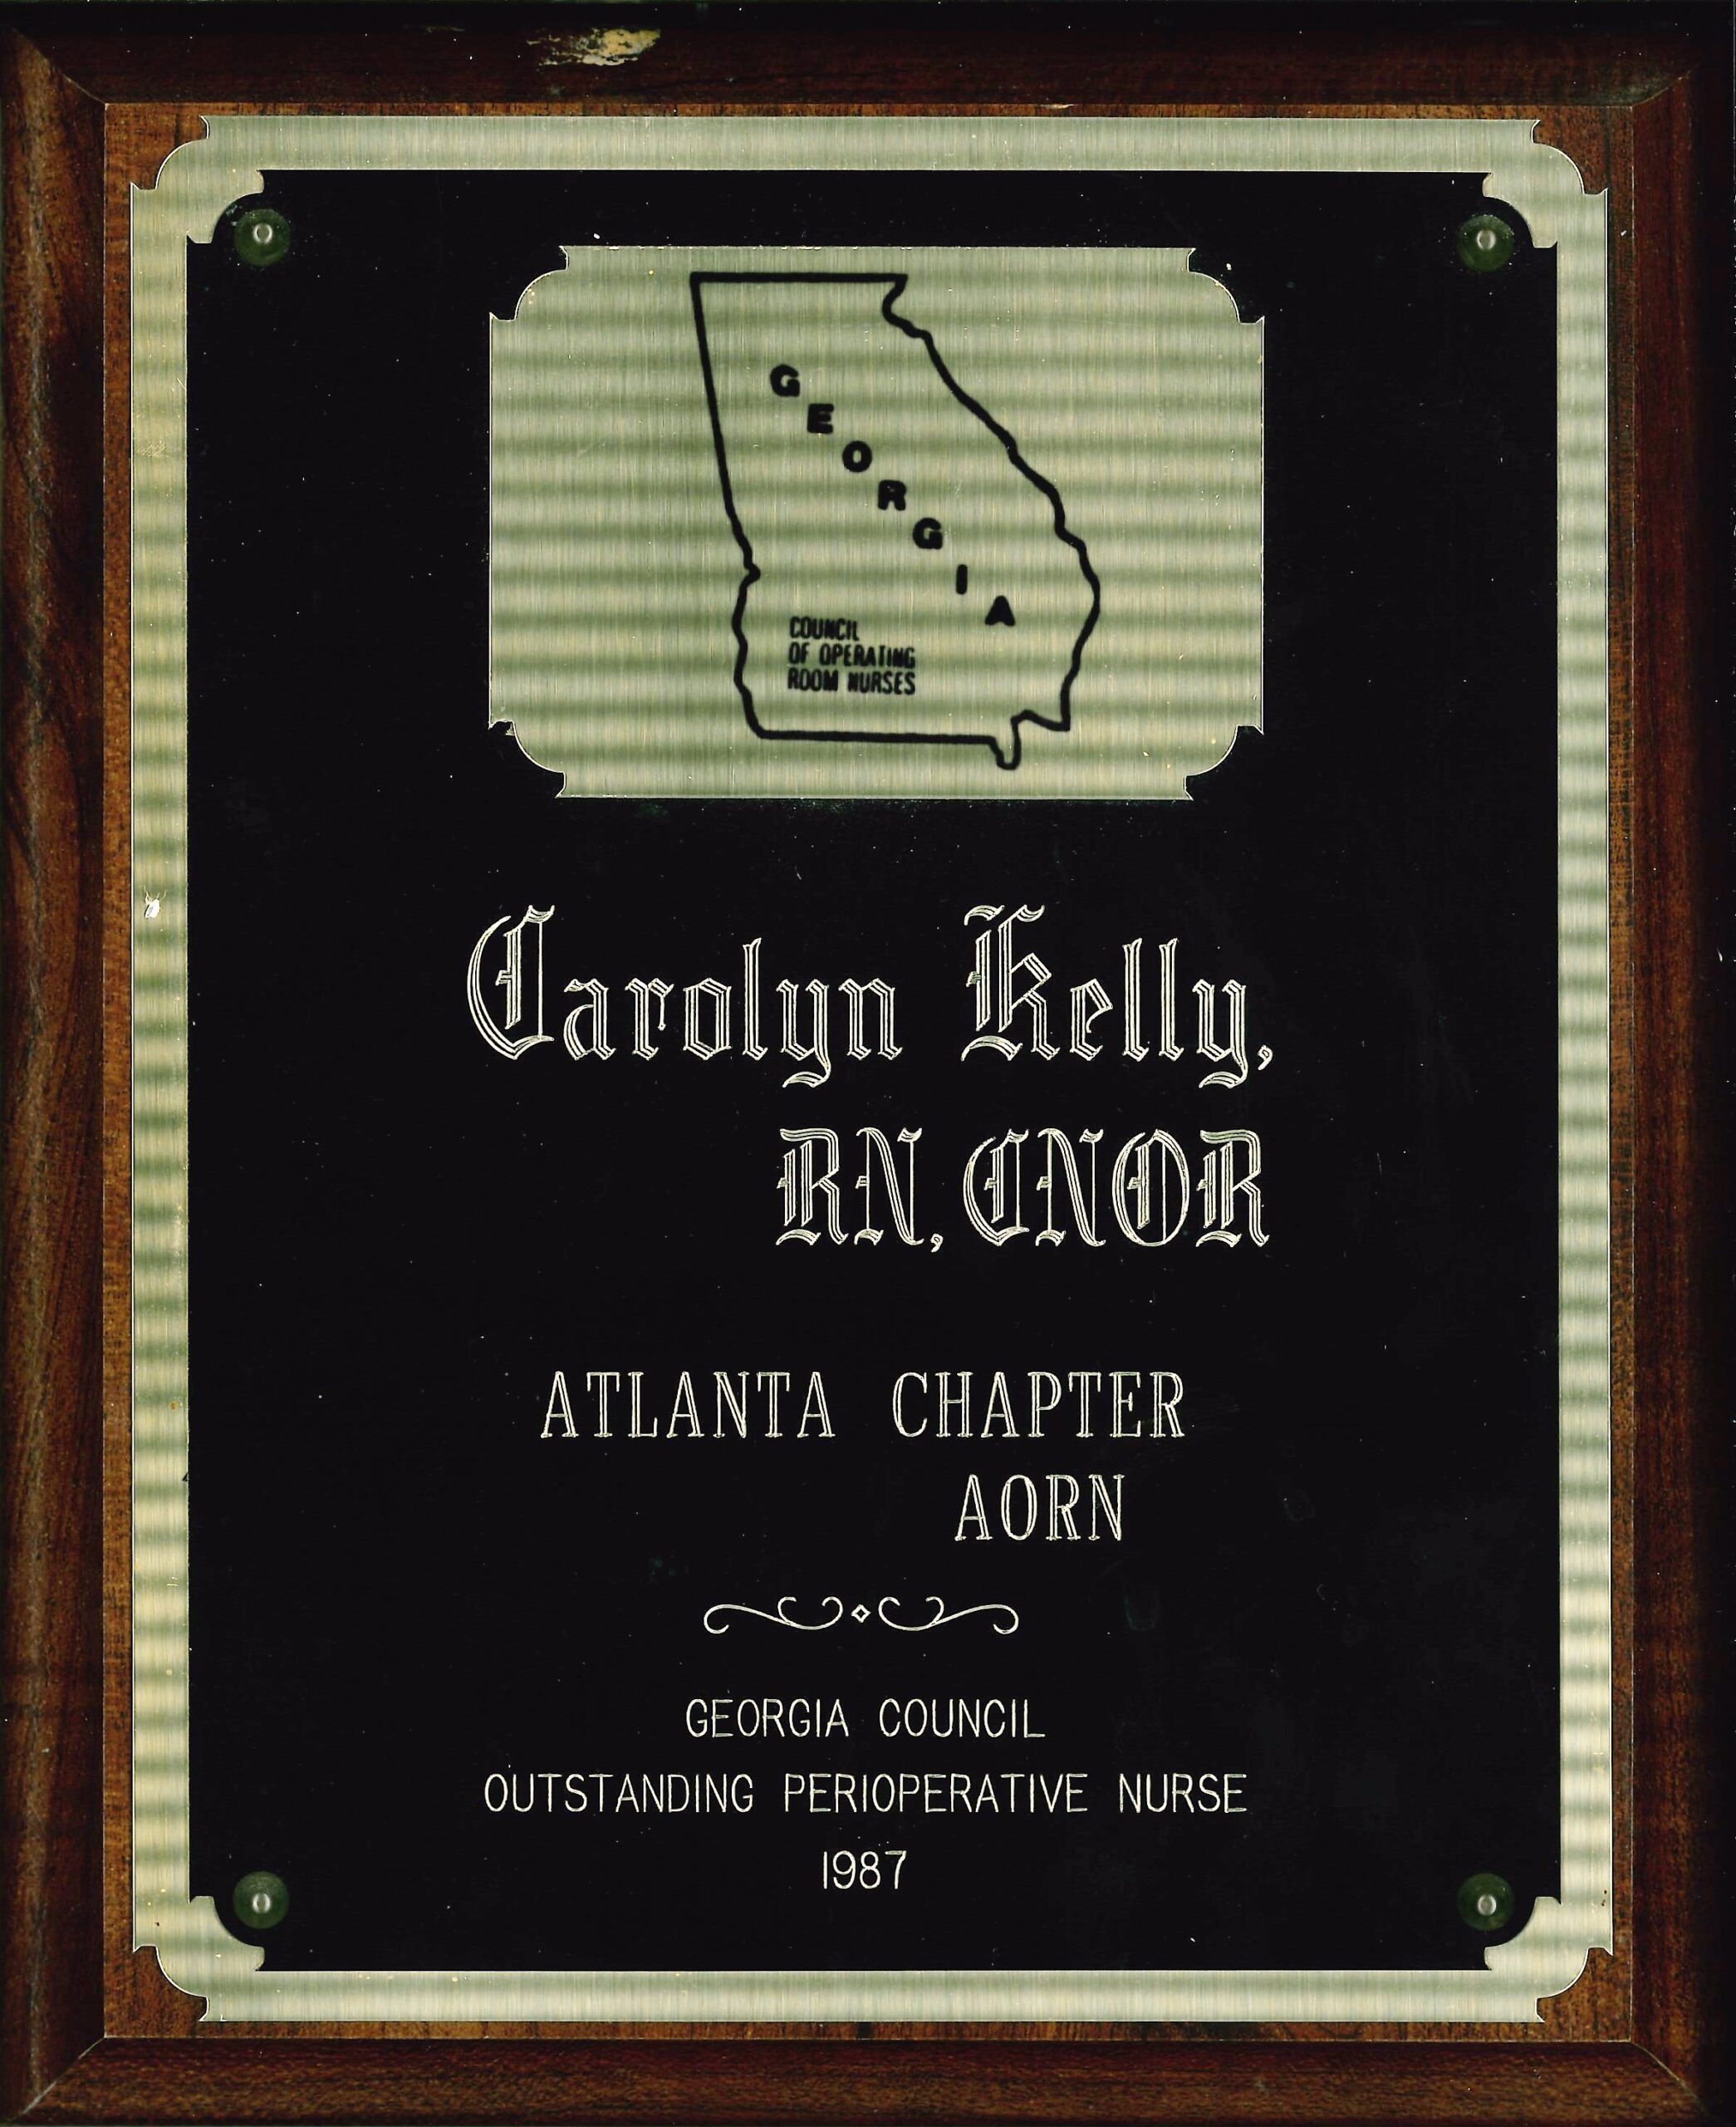 GEORGIA
COUNCIL
OF OPERATING
ROOM NURSES
Carolyn Kelly,
RN, CNOR
ATLANTA CHAPTER
AORN
GEORGIA COUNCIL
OUTSTANDING PERIOPERATIVE NURSE
1987